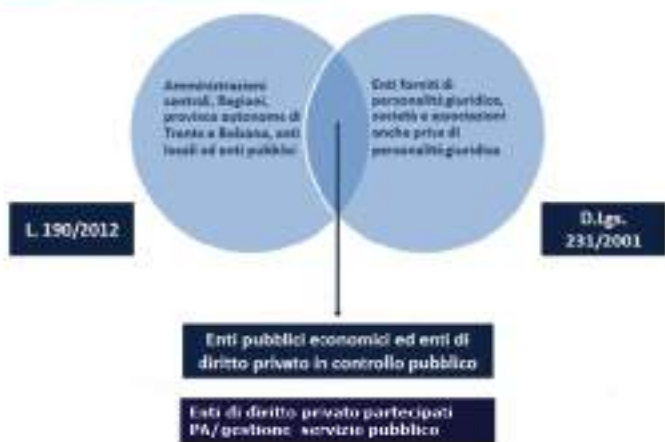 Amministrazioni
centrali, Regioni,
province autonome di
Trento e Bolzano, enti
locali ed enti pubblici
Enti forniti di
personalità giuridica,
società e associazioni
anche prive di
personalità giuridica
L. 190/2012
D.Lgs.
231/2001
Enti pubblici economici ed enti di
diritto privato in controllo pubblico
Enti di diritto privato partecipati
PA/gestione servizio pubblico